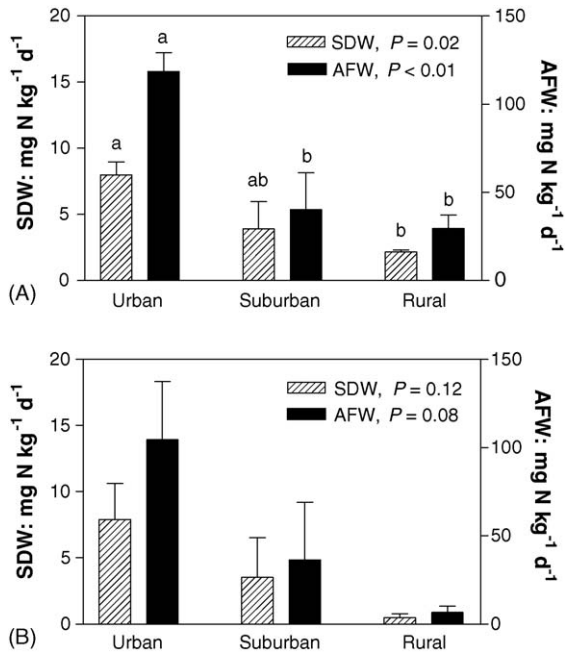 (A)
SDW: mg N kg⁻¹ d⁻¹
AFW: mg N kg⁻¹ d⁻¹
20
15
10
5
0
150
100
50
0
SDW, P = 0.02
AFW, P < 0.01
a
a
ab
b
b
b
Urban Suburban Rural
(B)
SDW: mg N kg⁻¹ d⁻¹
AFW: mg N kg⁻¹ d⁻¹
20
15
10
5
0
150
100
50
0
SDW, P = 0.12
AFW, P = 0.08
Urban Suburban Rural